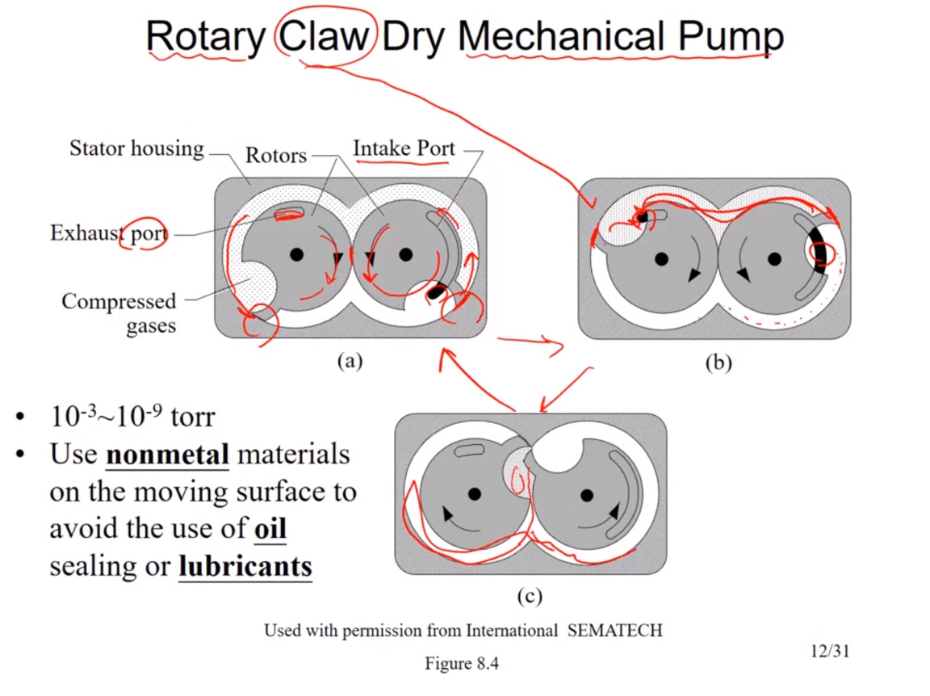 Rotary Claw Dry Mechanical Pump
Stator housing
Rotors
Intake Port
Exhaust port
Compressed
gases
(a)
(b)
(c)
• 10⁻³~10⁻⁹ torr
• Use nonmetal materials
on the moving surface to
avoid the use of oil
sealing or lubricants
Used with permission from International SEMATECH
Figure 8.4
12/31